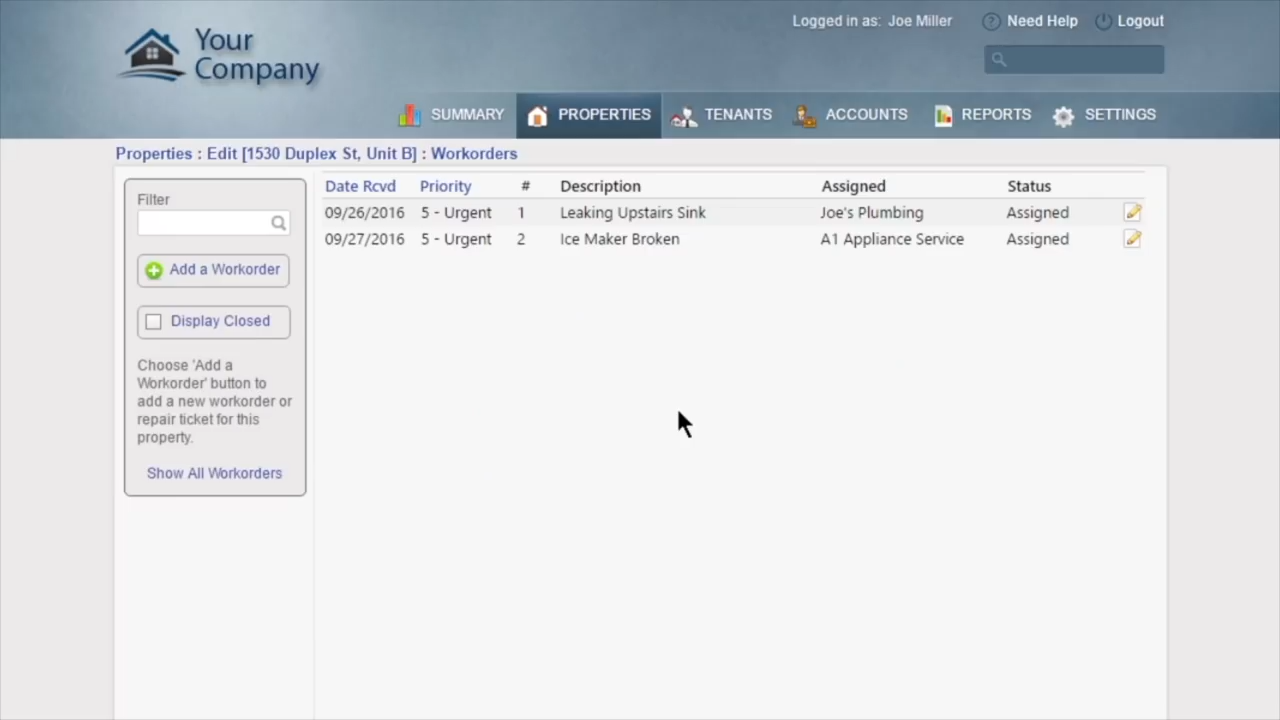 Logged in as: Joe Miller Need Help Logout
Your
Company
SUMMARY PROPERTIES TENANTS ACCOUNTS REPORTS SETTINGS
Properties : Edit [1530 Duplex St, Unit B] : Workorders
Filter
Add a Workorder
Display Closed
Choose 'Add a
Workorder' button to
add a new workorder or
repair ticket for this
property.
Show All Workorders
Date Rcvd Priority # Description Assigned Status
09/26/2016 5 - Urgent 1 Leaking Upstairs Sink Joe's Plumbing Assigned
09/27/2016 5 - Urgent 2 Ice Maker Broken A1 Appliance Service Assigned